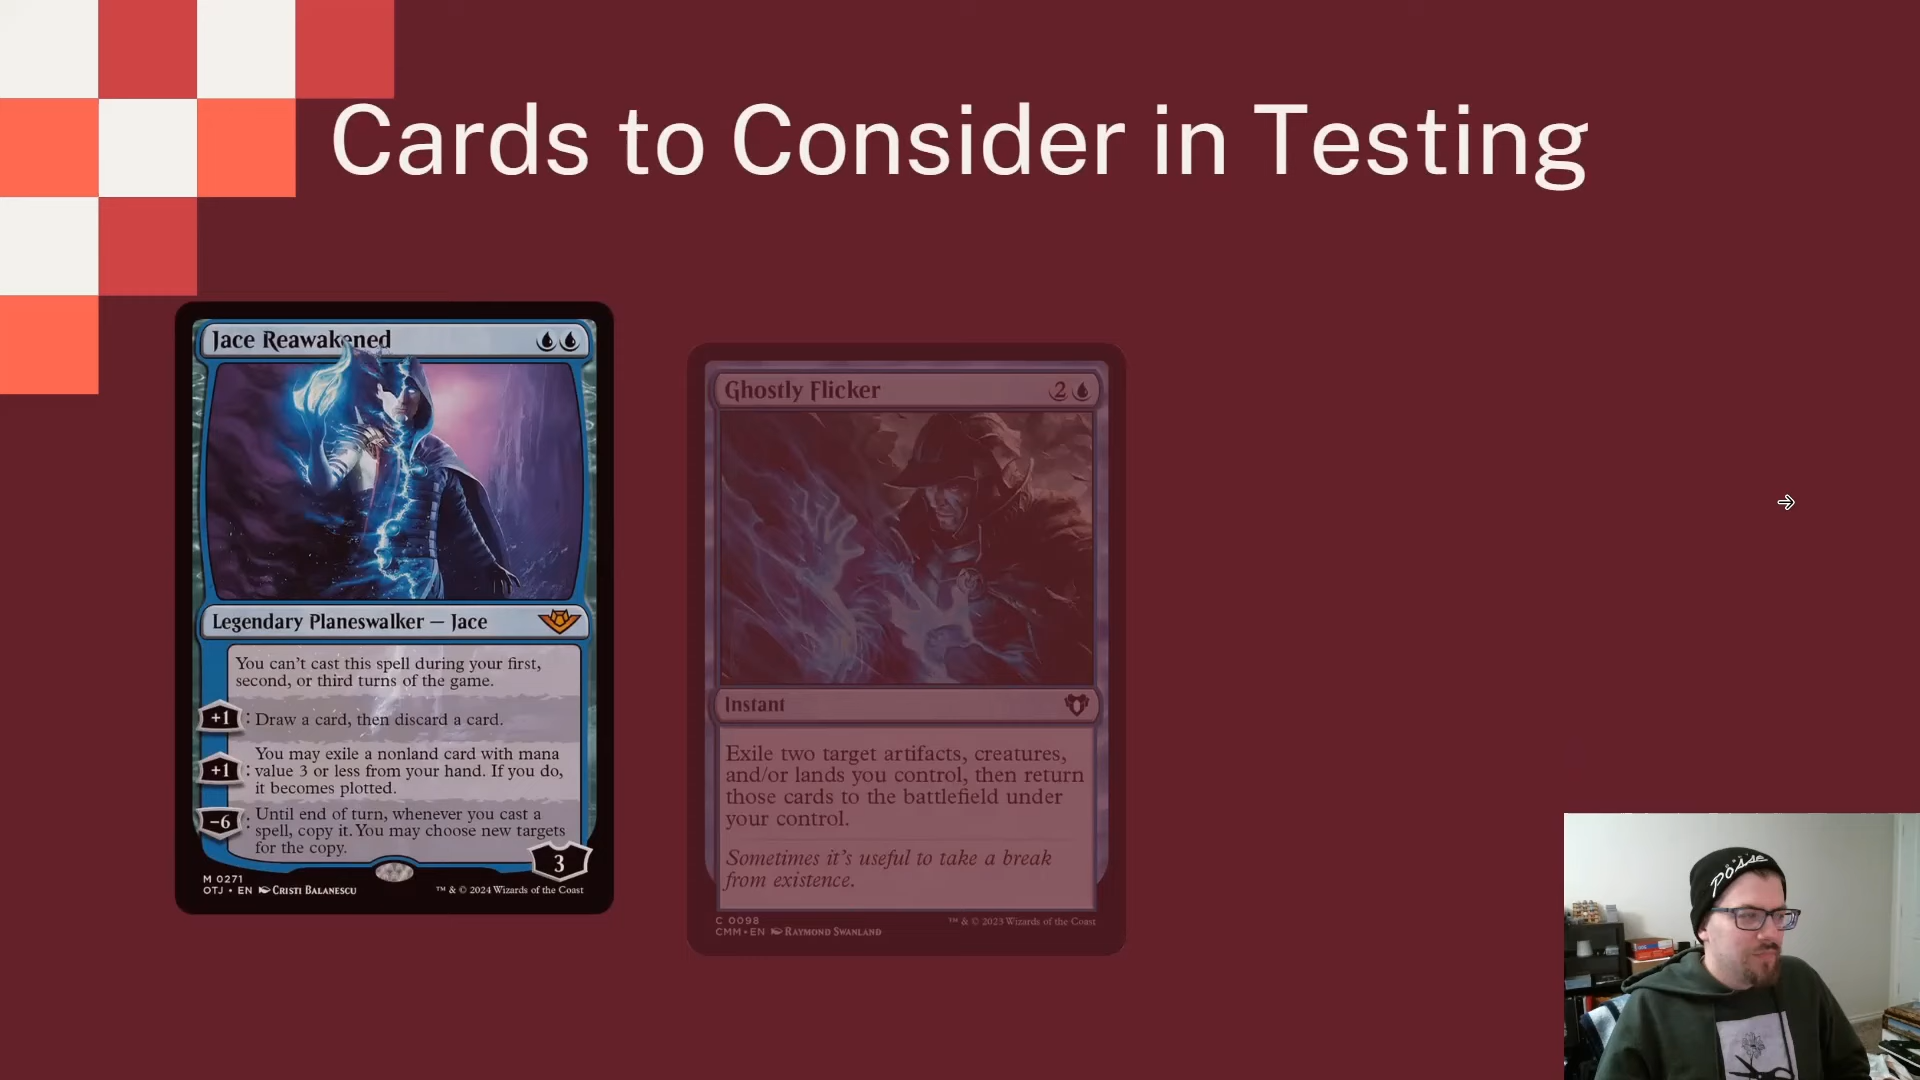 Cards to Consider in Testing
Jace Reawakened
Legendary Planeswalker — Jace
You can't cast this spell during your first,
second, or third turns of the game.
+1: Draw a card, then discard a card.
You may exile a nonland card with mana
+1: value 3 or less from your hand. If you do,
it becomes plotted.
Until end of turn, whenever you cast a
-6: spell, copy it. You may choose new targets
for the copy.
3
M 0271
OTJ • EN CRISTI BALANESCU ™ & © 2024 Wizards of the Coast
Ghostly Flicker 2
Instant
Exile two target artifacts, creatures,
and/or lands you control, then return
those cards to the battlefield under
your control.
Sometimes it's useful to take a break
from existence.
C 0098 ™ & © 2023 Wizards of the Coast
CMM • EN RAYMOND SWANLAND
posse